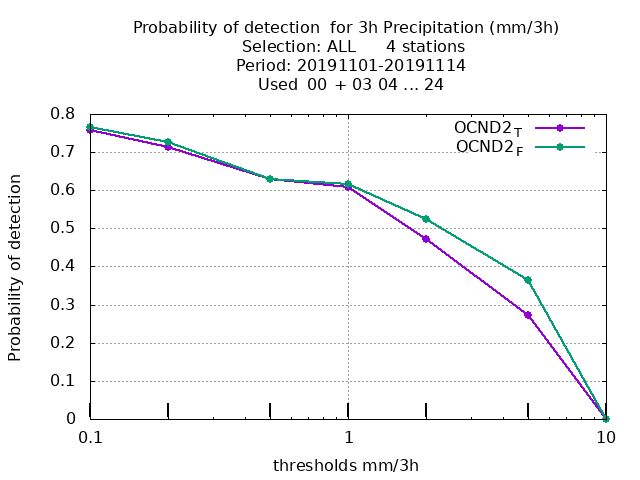 Probability of detection  for 3h Precipitation (mm/3h)
Selection: ALL      4 stations
Period: 20191101-20191114
Used  00  + 03 04 ... 24
OCND2_T
OCND2_F
0.8
0.7
0.6
0.5
0.4
0.3
0.2
0.1
0
Probability of detection
0.1
1
10
thresholds mm/3h